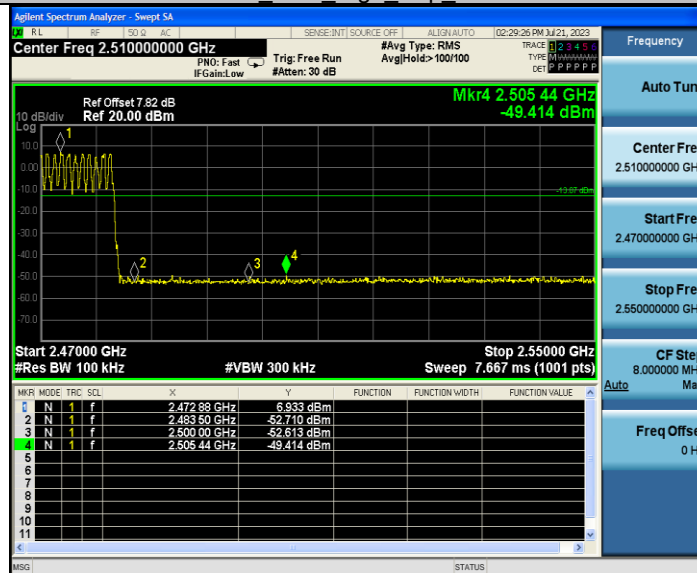 Agilent Spectrum Analyzer - Swept SA
RL RF 50 Ω AC SENSE:INT SOURCE OFF ALIGN AUTO 02:29:26 PM Jul 21, 2023
Center Freq 2.510000000 GHz
PNO: Fast
IFGain:Low
Trig: Free Run
#Atten: 30 dB
#Avg Type: RMS
Avg|Hold:> 100/100
TRACE 1 2 3 4 5 6
TYPE M
DET P P P P P P
Mkr4 2.505 44 GHz
-49.414 dBm
Ref Offset 7.82 dB
10 dB/div Ref 20.00 dBm
Log
10.0
0.00
-10.0
-20.0
-30.0
-40.0
-50.0
-60.0
-70.0
1
2
3
4
-13.07 dBm
Start 2.47000 GHz Stop 2.55000 GHz
#Res BW 100 kHz #VBW 300 kHz Sweep 7.667 ms (1001 pts)
MKR MODE TRC SCL X Y FUNCTION FUNCTION WIDTH FUNCTION VALUE
1 N 1 f 2.472 88 GHz 6.933 dBm
2 N 1 f 2.483 50 GHz -52.710 dBm
3 N 1 f 2.500 00 GHz -52.613 dBm
4 N 1 f 2.505 44 GHz -49.414 dBm
5
6
7
8
9
10
11
MSG STATUS
Frequency
Auto Tun
Center Fre
2.510000000 GH
Start Fre
2.470000000 GH
Stop Fre
2.550000000 GH
CF Ste
8.000000 MH
Auto Ma
Freq Offse
0 H